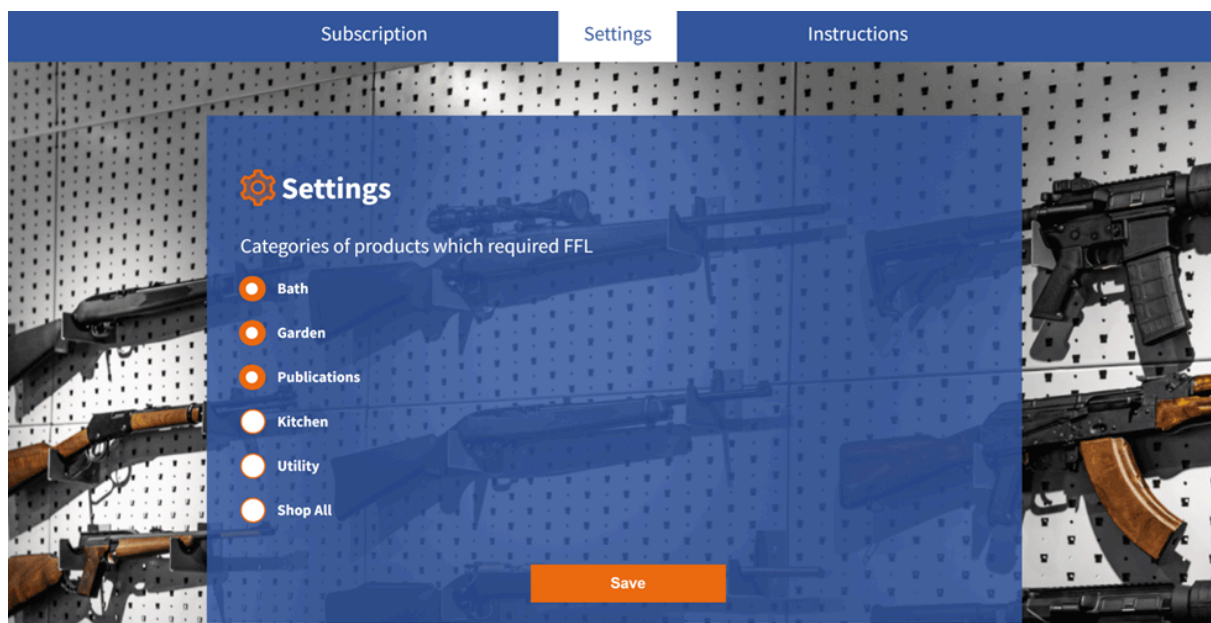 Subscription
Settings
Instructions
Settings
Categories of products which required FFL
Bath
Garden
Publications
Kitchen
Utility
Shop All
Save